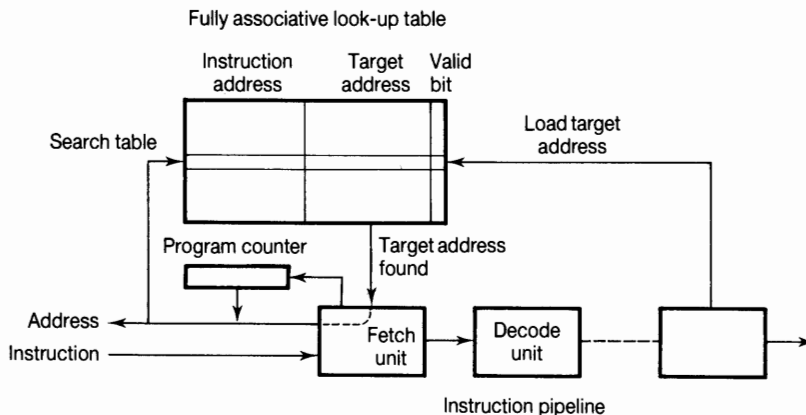 Fully associative look-up table
Instruction address
Target address
Valid bit
Search table
Load target address
Program counter
Target address found
Address
Instruction
Fetch unit
Decode unit
Instruction pipeline